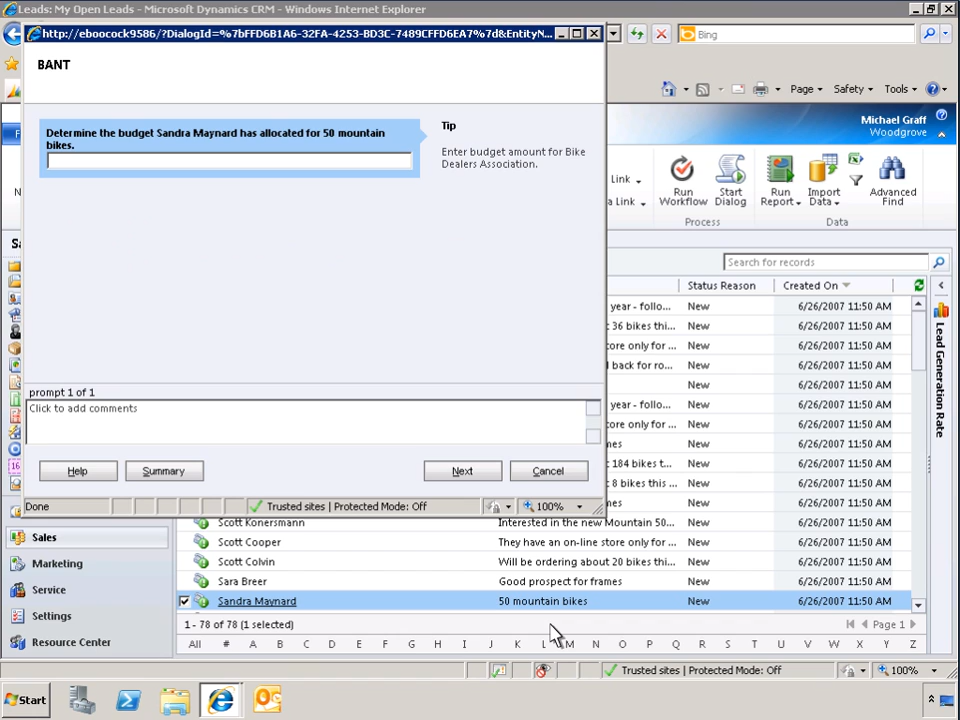 Leads: My Open Leads - Microsoft Dynamics CRM - Windows Internet Explorer
http://eboocock9586/?DialogId=%7bFFD6B1A6-32FA-4253-BD3C-7489CFFD6EA7%7d&EntityN...
Bing
Page
Safety
Tools
BANT
Determine the budget Sandra Maynard has allocated for 50 mountain
bikes.
Tip
Enter budget amount for Bike
Dealers Association.
prompt 1 of 1
Click to add comments
Help
Summary
Next
Cancel
Done
Trusted sites | Protected Mode: Off
100%
Michael Graff
Woodgrove
Link
a Link
Run
Workflow
Start
Dialog
Run
Report
Import
Data
Advanced
Find
Process
Data
Search for records
Status Reason
Created On
year - follo...
New
6/26/2007 11:50 AM
t 36 bikes thi...
New
6/26/2007 11:50 AM
tore only for ...
New
6/26/2007 11:50 AM
d back for ro...
New
6/26/2007 11:50 AM
New
6/26/2007 11:50 AM
year - follo...
New
6/26/2007 11:50 AM
tore only for ...
New
6/26/2007 11:50 AM
mes
New
6/26/2007 11:50 AM
t 184 bikes t...
New
6/26/2007 11:50 AM
t 8 bikes this ...
New
6/26/2007 11:50 AM
mes
New
6/26/2007 11:50 AM
Scott Konersmann
Interested in the new Mountain 50...
New
6/26/2007 11:50 AM
Scott Cooper
They have an on-line store only for ...
New
6/26/2007 11:50 AM
Scott Colvin
Will be ordering about 20 bikes thi...
New
6/26/2007 11:50 AM
Sara Breer
Good prospect for frames
New
6/26/2007 11:50 AM
Sandra Maynard
50 mountain bikes
New
6/26/2007 11:50 AM
Lead Generation Rate
Sales
Marketing
Service
Settings
Resource Center
1 - 78 of 78 (1 selected)
Page 1
All # A B C D E F G H I J K L M N O P Q R S T U V W X Y Z
Trusted sites | Protected Mode: Off
100%
Start